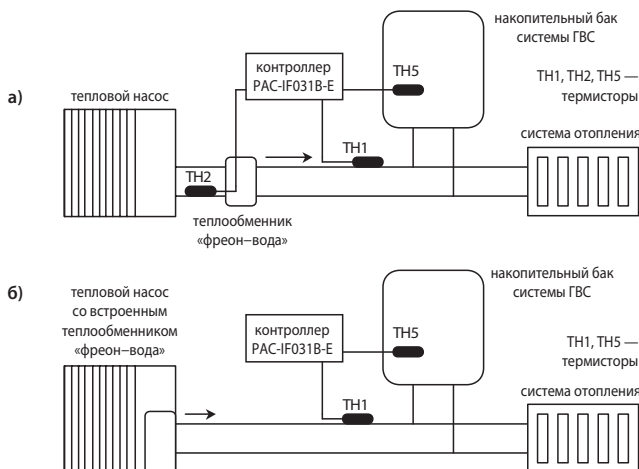 а)
тепловой насос
контроллер
PAC-IF031B-E
TH5
накопительный бак
системы ГВС
TH1, TH2, TH5 —
термисторы
система отопления
TH1
TH2
теплообменник
«фреон–вода»
б)
тепловой насос
со встроенным
теплообменником
«фреон–вода»
контроллер
PAC-IF031B-E
TH5
накопительный бак
системы ГВС
TH1, TH5 —
термисторы
система отопления
TH1